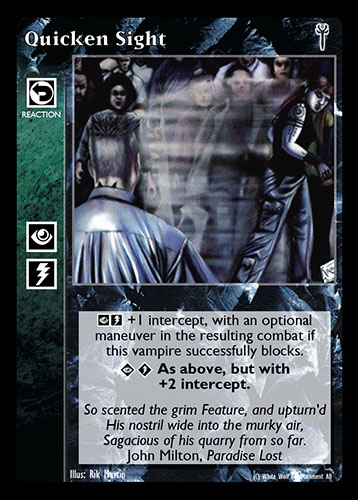 Quicken Sight
REACTION
+1 intercept, with an optional
maneuver in the resulting combat if
this vampire successfully blocks.
As above, but with
+2 intercept.
So scented the grim Feature, and upturn'd
His nostril wide into the murky air,
Sagacious of his quarry from so far.
John Milton, Paradise Lost
Illus: Rik Martin
(C) White Wolf Entertainment AB